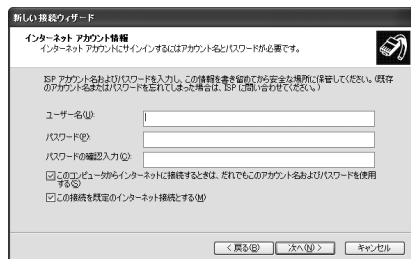 新しい接続ウィザード
インターネット アカウント情報
インターネット アカウントにサインインするにはアカウント名とパスワードが必要です。
ISP アカウント名およびパスワードを入力し、この情報を書き留めてから安全な場所に保管してください。(既存
のアカウント名またはパスワードを忘れてしまった場合は、ISP に問い合わせてください。)
ユーザー名(U):
パスワード(P):
パスワードの確認入力(C):
このコンピュータからインターネットに接続するときは、だれでもこのアカウント名およびパスワードを使用
する(S)
この接続を既定のインターネット接続とする(M)
< 戻る(B)
次へ(N) >
キャンセル